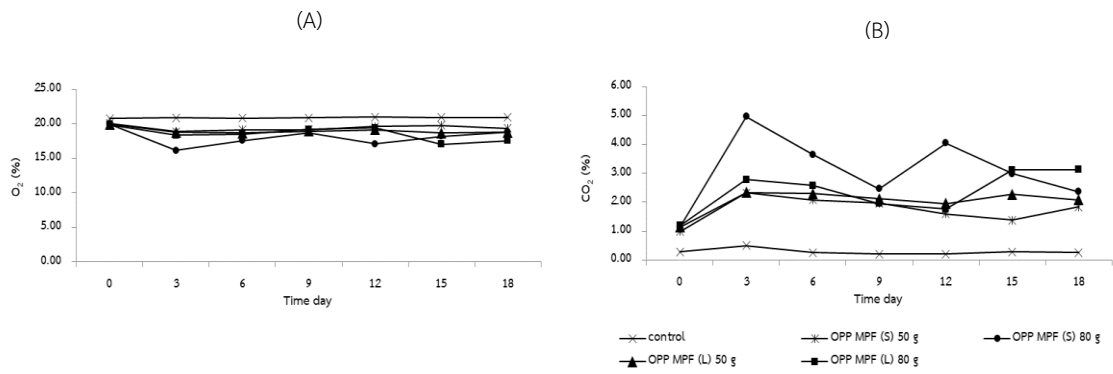 (A)
(B)
25.00
20.00
15.00
10.00
5.00
0.00
O₂ (%)
0 3 6 9 12 15 18
Time day
6.00
5.00
4.00
3.00
2.00
1.00
0.00
CO₂ (%)
0 3 6 9 12 15 18
Time day
control OPP MPF (S) 50 g OPP MPF (S) 80 g
OPP MPF (L) 50 g OPP MPF (L) 80 g